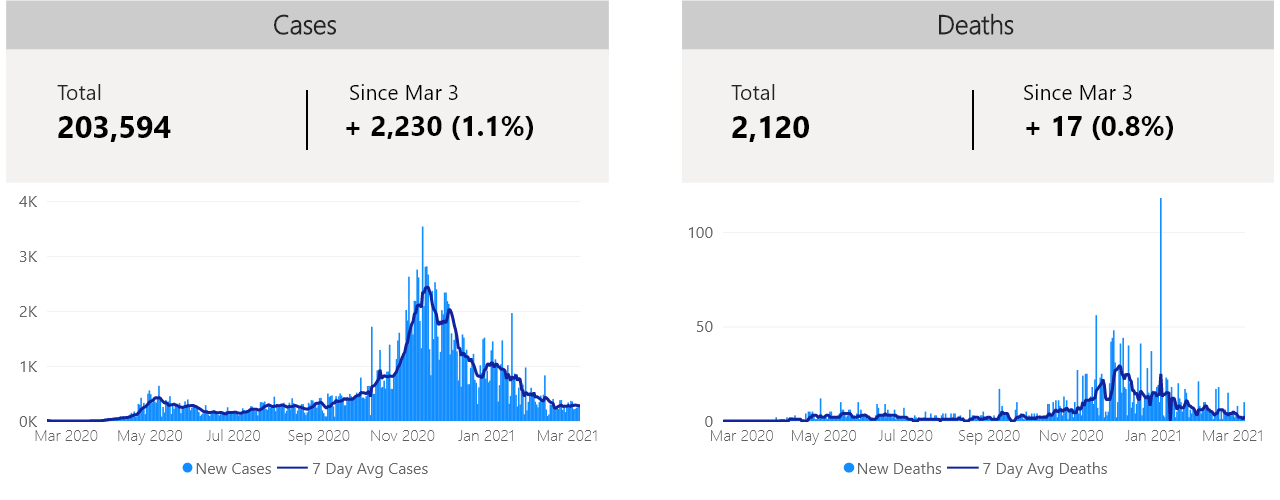 Cases
Total
203,594
Since Mar 3
+ 2,230 (1.1%)
4K
3K
2K
1K
0K
Mar 2020 May 2020 Jul 2020 Sep 2020 Nov 2020 Jan 2021 Mar 2021
New Cases 7 Day Avg Cases
Deaths
Total
2,120
Since Mar 3
+ 17 (0.8%)
100
50
0
Mar 2020 May 2020 Jul 2020 Sep 2020 Nov 2020 Jan 2021 Mar 2021
New Deaths 7 Day Avg Deaths